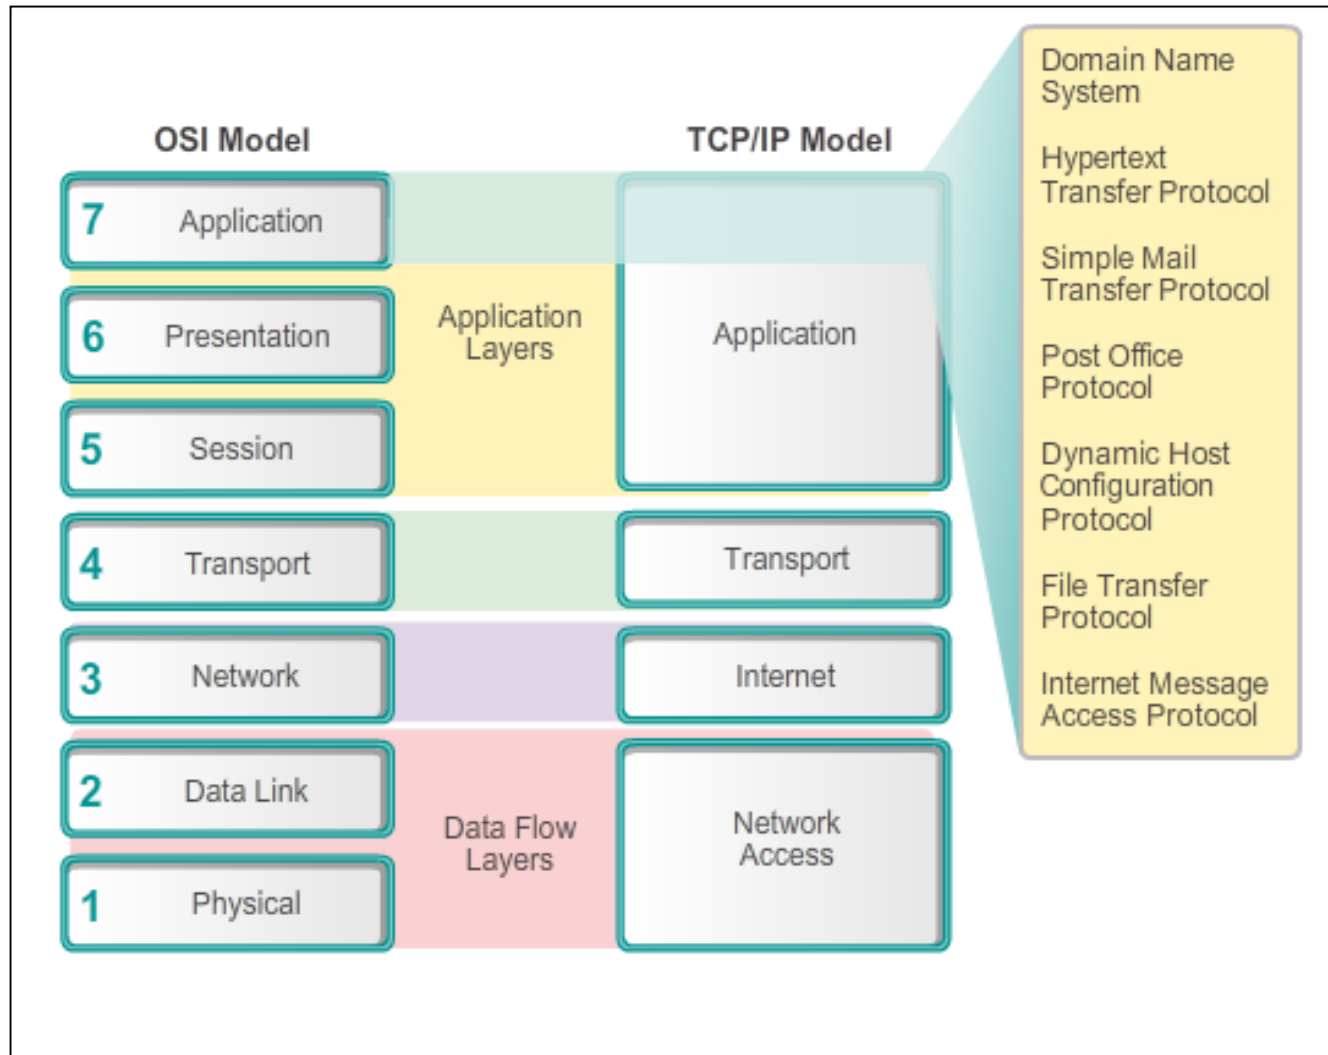 OSI Model
TCP/IP Model
7
Application
6
Presentation
5
Session
4
Transport
3
Network
2
Data Link
1
Physical
Application
Layers
Data Flow
Layers
Application
Transport
Internet
Network
Access
Domain Name
System
Hypertext
Transfer Protocol
Simple Mail
Transfer Protocol
Post Office
Protocol
Dynamic Host
Configuration
Protocol
File Transfer
Protocol
Internet Message
Access Protocol